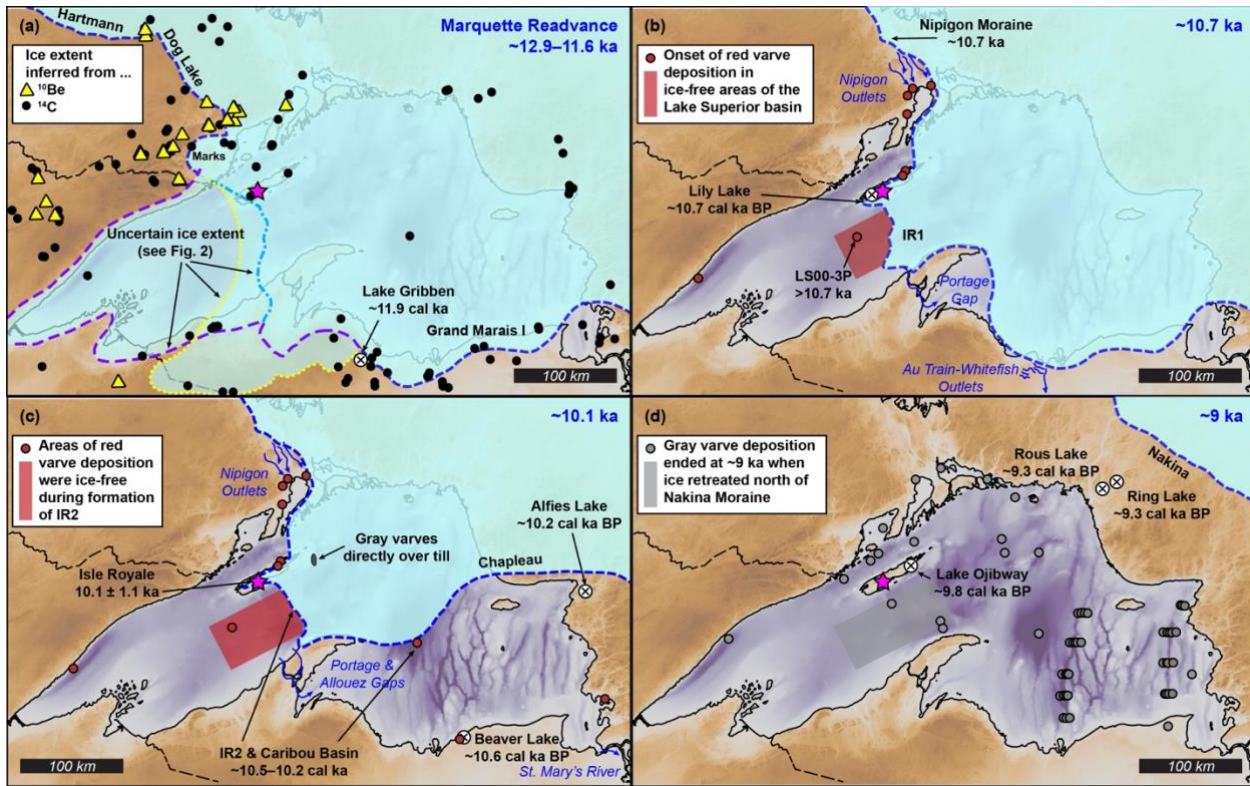 (a)
Hartmann
Dog Lake
Marquette Readvance
~12.9–11.6 ka
Ice extent
inferred from ...
¹⁰Be
¹⁴C
Marks
Uncertain ice extent
(see Fig. 2)
Lake Gribben
~11.9 cal ka
Grand Marais I
100 km
(b)
~10.7 ka
Onset of red varve
deposition in
ice-free areas of the
Lake Superior basin
Nipigon Moraine
~10.7 ka
Nipigon
Outlets
Lily Lake
~10.7 cal ka BP
IR1
LS00-3P
>10.7 ka
Portage
Gap
Au Train-Whitefish
Outlets
100 km
(c)
~10.1 ka
Areas of red
varve deposition
were ice-free
during formation
of IR2
Nipigon
Outlets
Gray varves
directly over till
Alfies Lake
~10.2 cal ka BP
Chapleau
Isle Royale
10.1 ± 1.1 ka
Portage &
Allouez Gaps
IR2 & Caribou Basin
~10.5–10.2 cal ka
Beaver Lake
~10.6 cal ka BP
St. Mary's River
100 km
(d)
~9 ka
Gray varve deposition
ended at ~9 ka when
ice retreated north of
Nakina Moraine
Rous Lake
~9.3 cal ka BP
Nakina
Ring Lake
~9.3 cal ka BP
Lake Ojibway
~9.8 cal ka BP
100 km